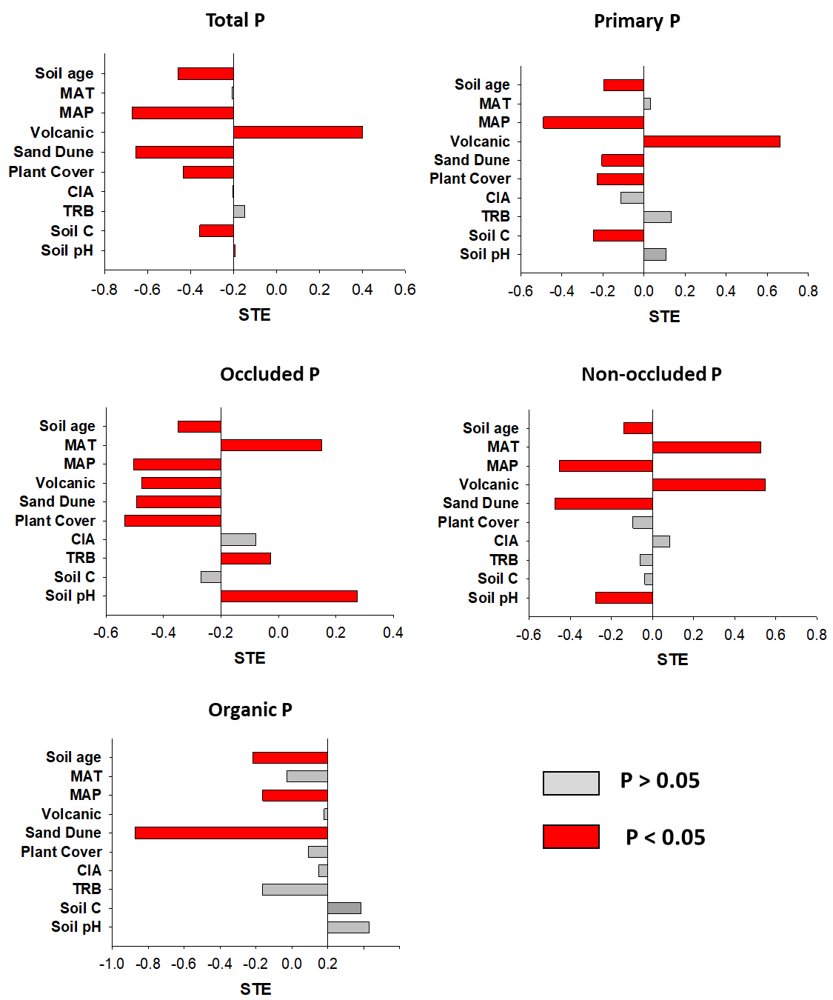 Total P
Soil age
MAT
MAP
Volcanic
Sand Dune
Plant Cover
CIA
TRB
Soil C
Soil pH
-0.8 -0.6 -0.4 -0.2 0.0 0.2 0.4 0.6
STE
Primary P
Soil age
MAT
MAP
Volcanic
Sand Dune
Plant Cover
CIA
TRB
Soil C
Soil pH
-0.6 -0.4 -0.2 0.0 0.2 0.4 0.6 0.8
STE
Occluded P
Soil age
MAT
MAP
Volcanic
Sand Dune
Plant Cover
CIA
TRB
Soil C
Soil pH
-0.6 -0.4 -0.2 0.0 0.2 0.4
STE
Non-occluded P
Soil age
MAT
MAP
Volcanic
Sand Dune
Plant Cover
CIA
TRB
Soil C
Soil pH
-0.6 -0.4 -0.2 0.0 0.2 0.4 0.6 0.8
STE
Organic P
Soil age
MAT
MAP
Volcanic
Sand Dune
Plant Cover
CIA
TRB
Soil C
Soil pH
-1.0 -0.8 -0.6 -0.4 -0.2 0.0 0.2
STE
P > 0.05
P < 0.05